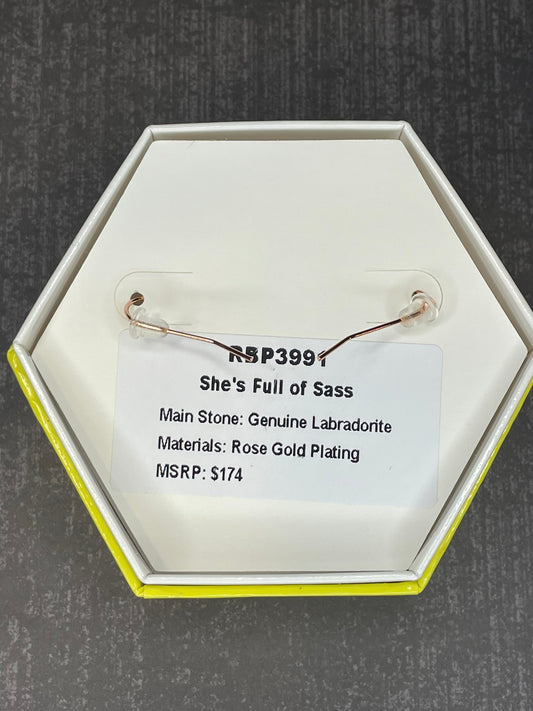 RBP3991
She's Full of Sass
Main Stone: Genuine Labradorite
Materials: Rose Gold Plating
MSRP: $174